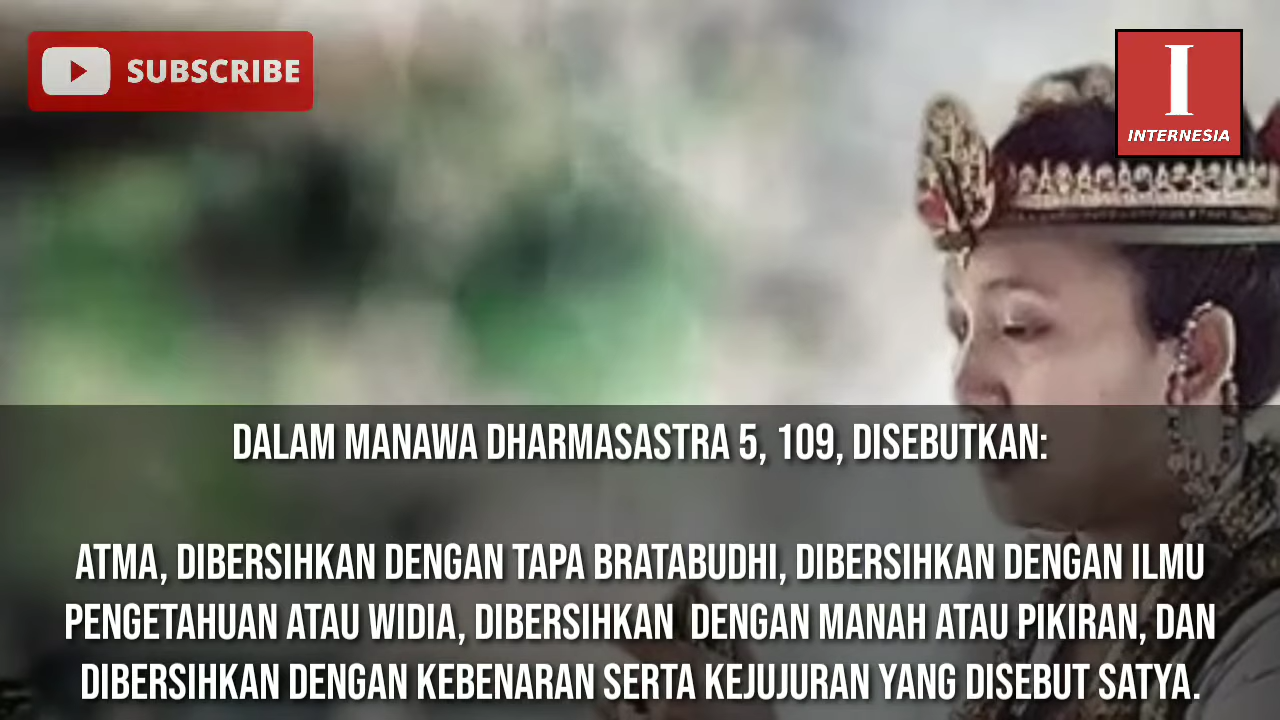 SUBSCRIBE
I
INTERNESIA
DALAM MANAWA DHARMASASTRA 5, 109, DISEBUTKAN:
ATMA, DIBERSIHKAN DENGAN TAPA BRATABUDHI, DIBERSIHKAN DENGAN ILMU
PENGETAHUAN ATAU WIDIA, DIBERSIHKAN DENGAN MANAH ATAU PIKIRAN, DAN
DIBERSIHKAN DENGAN KEBENARAN SERTA KEJUJURAN YANG DISEBUT SATYA.